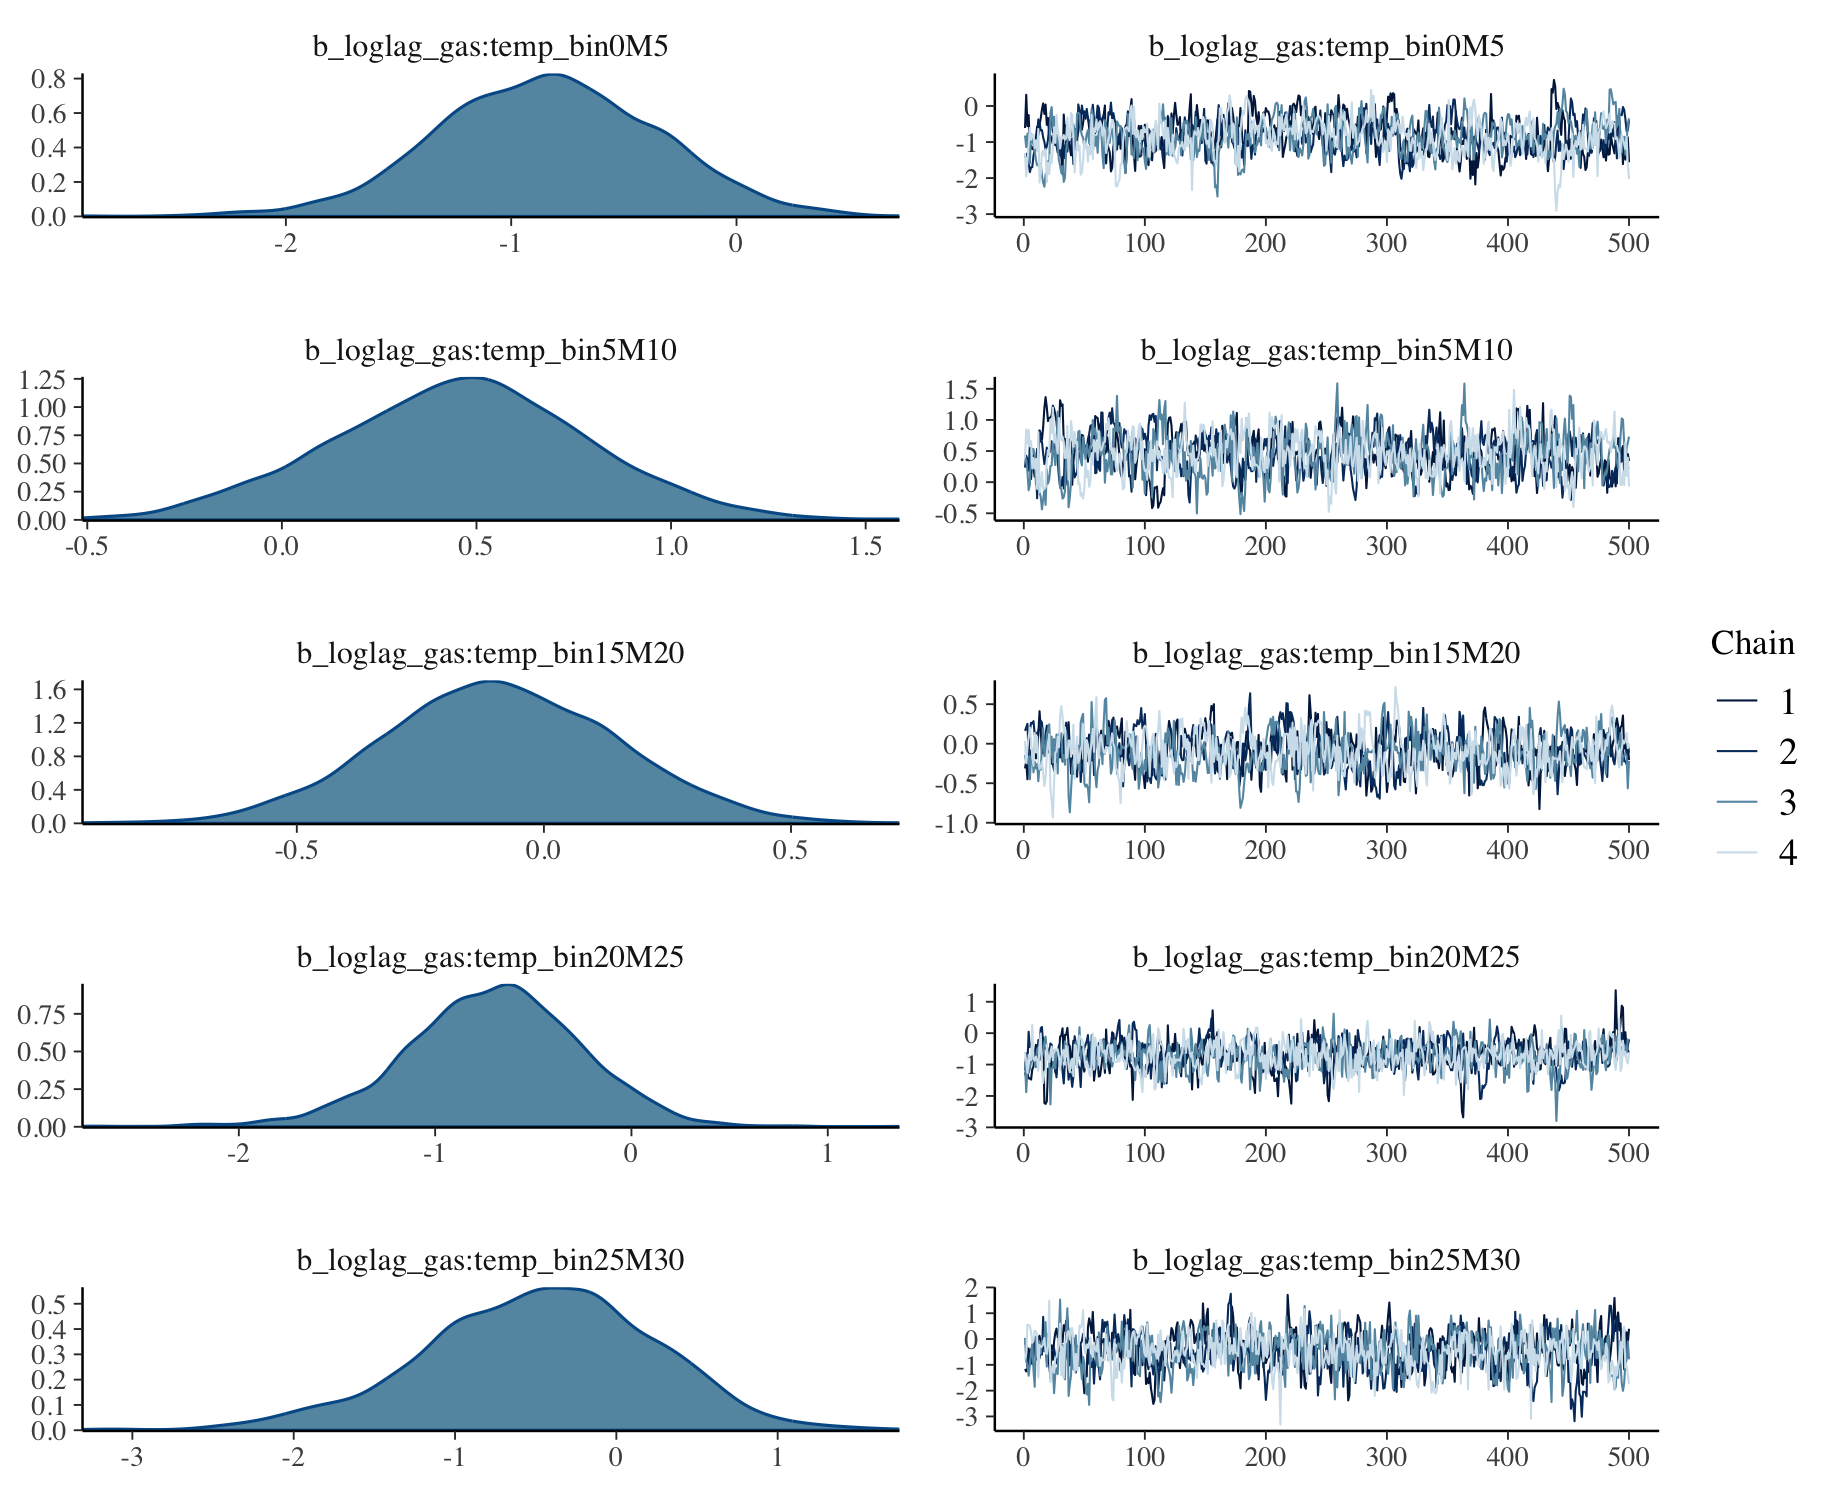 b_loglag_gas:temp_bin0M5
0.8
0.6
0.4
0.2
0.0
-2 -1 0
b_loglag_gas:temp_bin0M5
0
-1
-2
-3
0 100 200 300 400 500
b_loglag_gas:temp_bin5M10
1.25
1.00
0.75
0.50
0.25
0.00
-0.5 0.0 0.5 1.0 1.5
b_loglag_gas:temp_bin5M10
1.5
1.0
0.5
0.0
-0.5
0 100 200 300 400 500
b_loglag_gas:temp_bin15M20
1.6
1.2
0.8
0.4
0.0
-0.5 0.0 0.5
b_loglag_gas:temp_bin15M20
0.5
0.0
-0.5
-1.0
0 100 200 300 400 500
b_loglag_gas:temp_bin20M25
0.75
0.50
0.25
0.00
-2 -1 0 1
b_loglag_gas:temp_bin20M25
1
0
-1
-2
-3
0 100 200 300 400 500
b_loglag_gas:temp_bin25M30
0.5
0.4
0.3
0.2
0.1
0.0
-3 -2 -1 0 1
b_loglag_gas:temp_bin25M30
2
1
0
-1
-2
-3
0 100 200 300 400 500
Chain
1
2
3
4